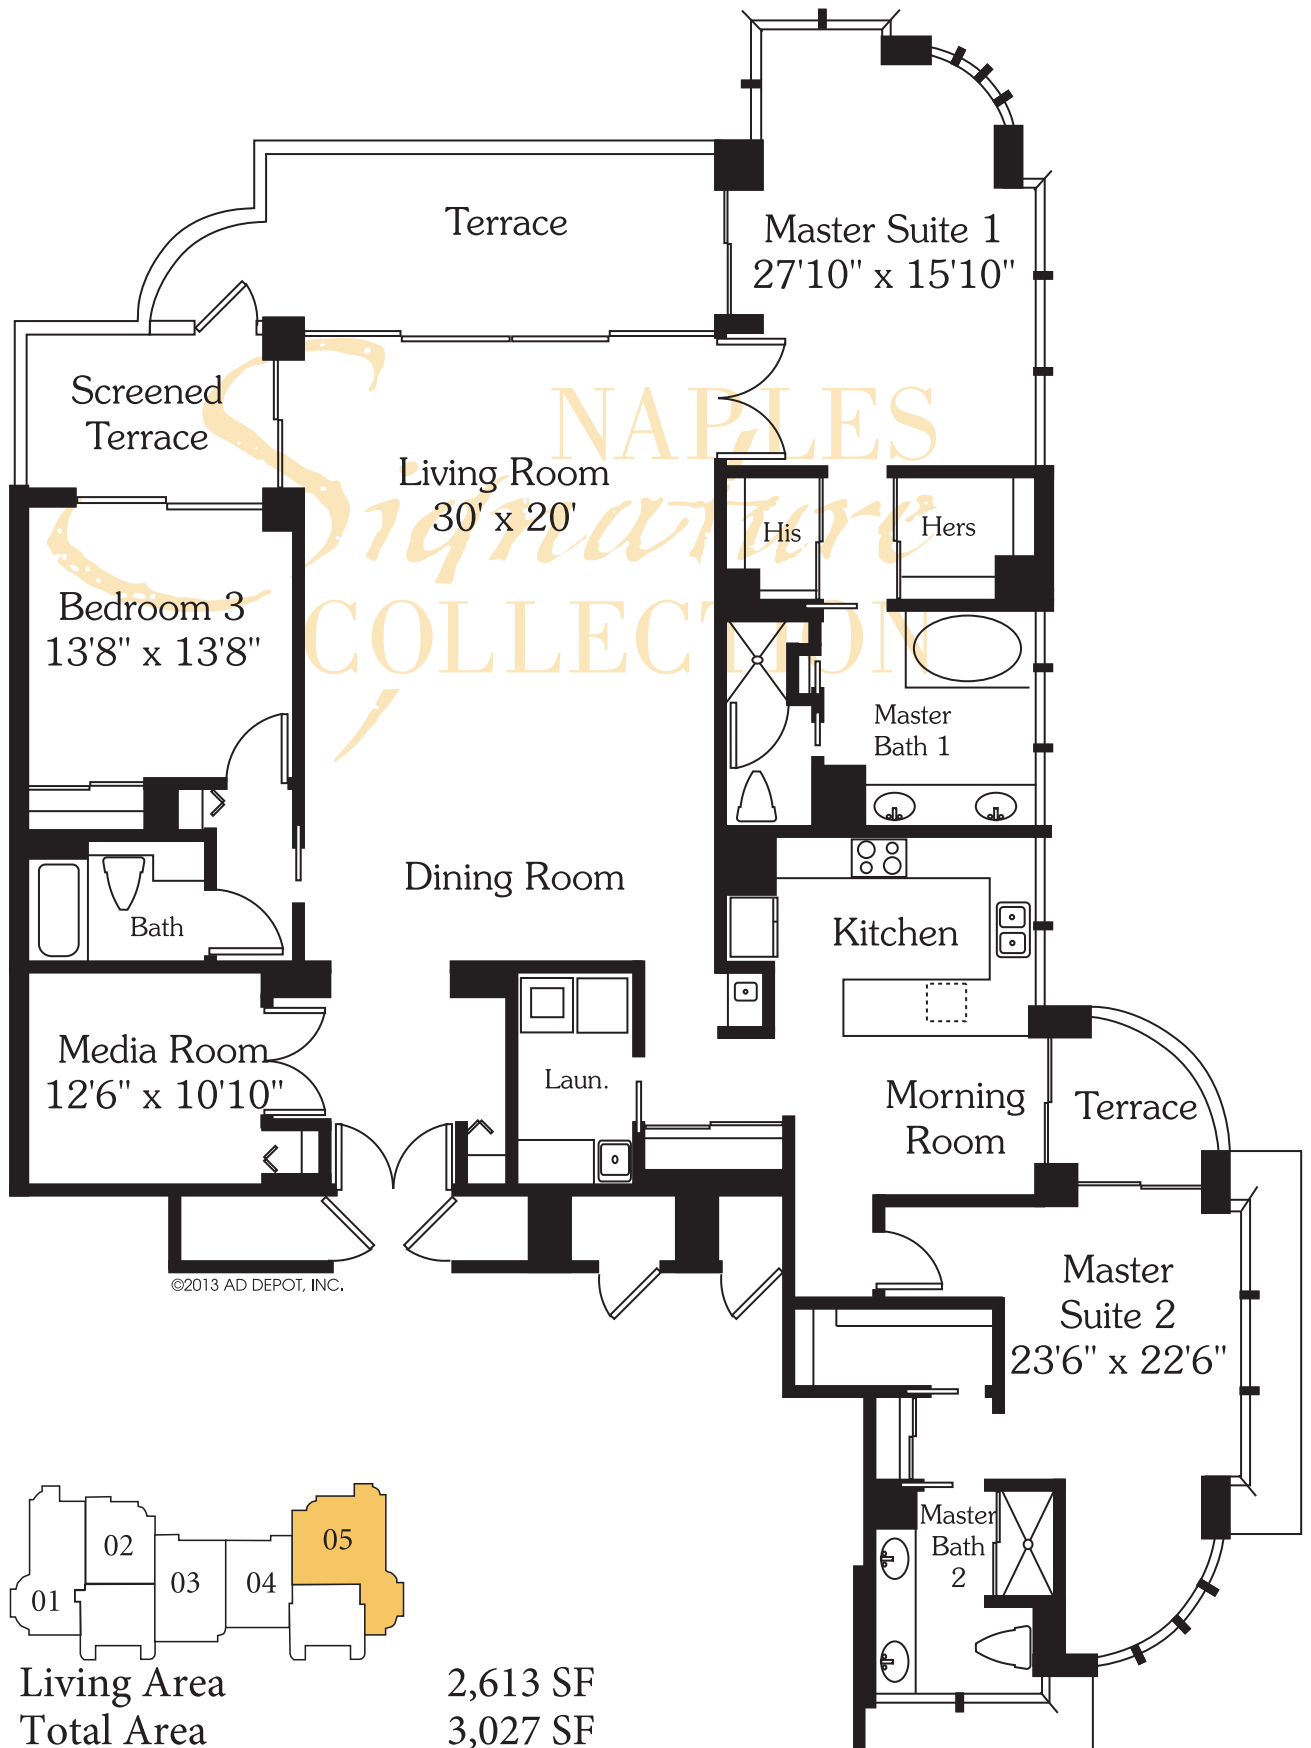 Terrace
Master Suite 1
27'10" x 15'10"
Screened
Terrace
NAPLES
Signature
COLLECTION
Living Room
30' x 20'
His
Hers
Bedroom 3
13'8" x 13'8"
Master
Bath 1
Dining Room
Kitchen
Bath
Media Room
12'6" x 10'10"
Laun.
Morning
Room
Terrace
©2013 AD DEPOT, INC.
Master
Suite 2
23'6" x 22'6"
Master
Bath
2
01
02
03
04
05
Living Area 2,613 SF
Total Area 3,027 SF